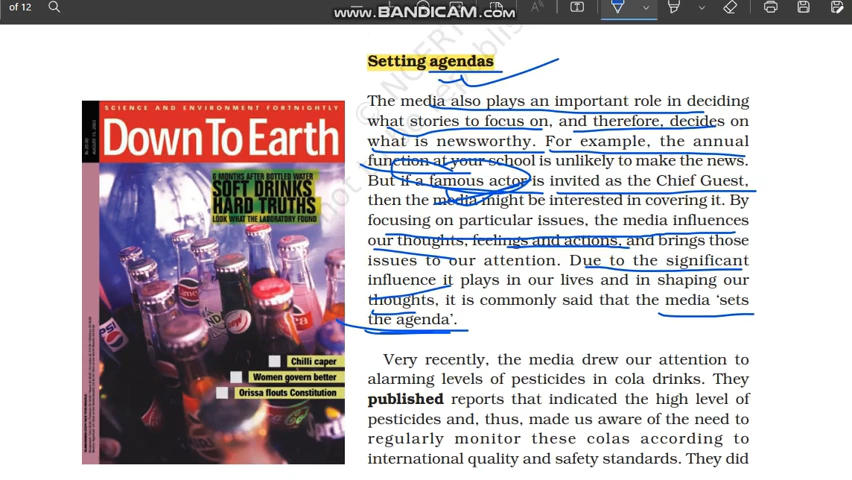 of 12
www.BANDICAM.com
Setting agendas
The media also plays an important role in deciding
what stories to focus on, and therefore, decides on
what is newsworthy. For example, the annual
function at your school is unlikely to make the news.
But if a famous actor is invited as the Chief Guest,
then the media might be interested in covering it. By
focusing on particular issues, the media influences
our thoughts, feelings and actions, and brings those
issues to our attention. Due to the significant
influence it plays in our lives and in shaping our
thoughts, it is commonly said that the media ‘sets
the agenda’.
Very recently, the media drew our attention to
alarming levels of pesticides in cola drinks. They
published reports that indicated the high level of
pesticides and, thus, made us aware of the need to
regularly monitor these colas according to
international quality and safety standards. They did
SCIENCE AND ENVIRONMENT FORTNIGHTLY
Down To Earth
6 MONTHS AFTER BOTTLED WATER
SOFT DRINKS
HARD TRUTHS
LOOK WHAT THE LABORATORY FOUND
Chilli caper
Women govern better
Orissa flouts Constitution